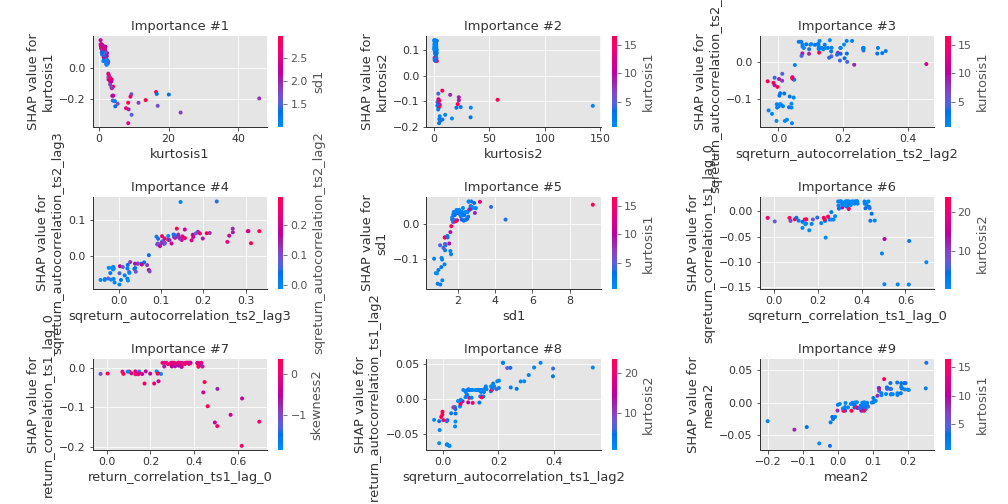 Importance #1
SHAP value for
kurtosis1
0.0
−0.2
0
20
40
kurtosis1
2.5
2.0
1.5
sd1
Importance #2
SHAP value for
kurtosis2
0.1
0.0
−0.1
−0.2
0
50
100
150
kurtosis2
15
10
5
kurtosis1
Importance #3
SHAP value for
sqreturn_autocorrelation_ts2_lag2
0.0
−0.1
0.0
0.2
0.4
sqreturn_autocorrelation_ts2_lag2
15
10
5
kurtosis1
Importance #4
SHAP value for
sqreturn_autocorrelation_ts2_lag3
0.1
0.0
0.0
0.1
0.2
0.3
sqreturn_autocorrelation_ts2_lag3
0.2
0.1
0.0
sqreturn_autocorrelation_ts2_lag2
Importance #5
SHAP value for
sd1
0.0
−0.1
2
4
6
8
sd1
15
10
5
kurtosis1
Importance #6
SHAP value for
sqreturn_correlation_ts1_lag_0
0.00
−0.05
−0.10
−0.15
0.0
0.2
0.4
0.6
sqreturn_correlation_ts1_lag_0
20
10
kurtosis2
Importance #7
SHAP value for
return_correlation_ts1_lag_0
0.0
−0.1
−0.2
0.0
0.2
0.4
0.6
return_correlation_ts1_lag_0
0
−1
skewness2
Importance #8
SHAP value for
sqreturn_autocorrelation_ts1_lag2
0.05
0.00
−0.05
0.0
0.2
0.4
sqreturn_autocorrelation_ts1_lag2
20
10
kurtosis2
Importance #9
SHAP value for
mean2
0.05
0.00
−0.05
−0.2
−0.1
0.0
0.1
0.2
mean2
15
10
5
kurtosis1